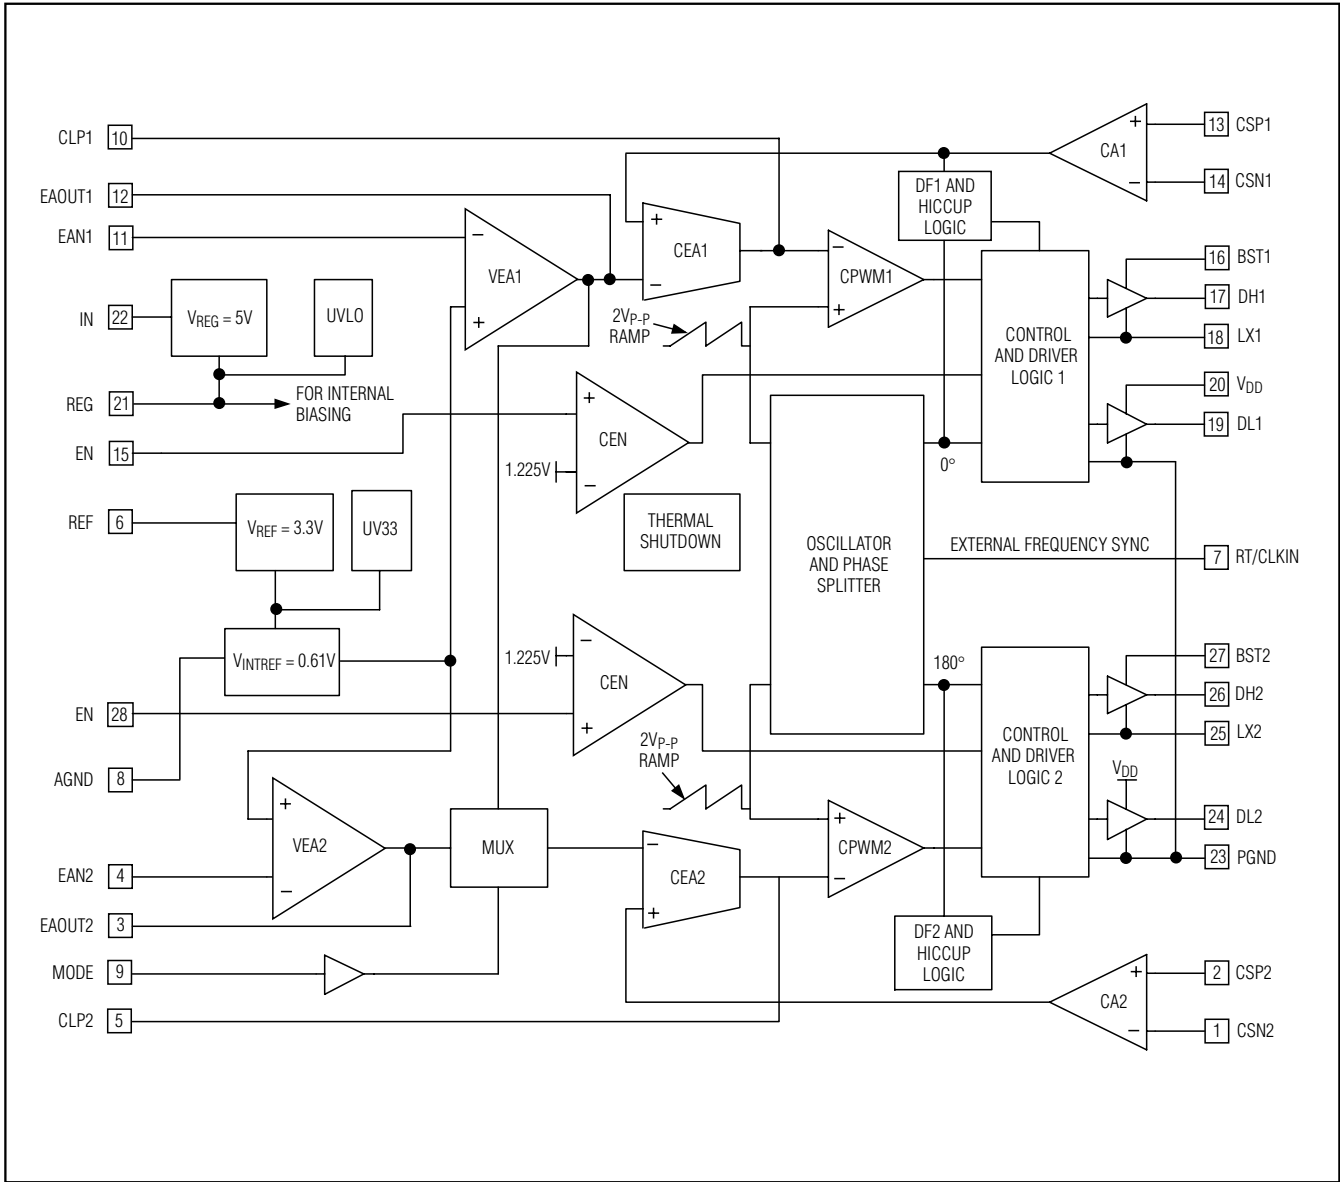 CLP1 10
EAOUT1 12
EAN1 11
IN 22
REG 21
EN 15
REF 6
EN 28
AGND 8
EAN2 4
EAOUT2 3
MODE 9
CLP2 5
VREG = 5V
UVLO
FOR INTERNAL
BIASING
VREF = 3.3V
UV33
VINTREF = 0.61V
−
VEA1
+
+
VEA2
−
+
CEA1
−
2VP-P
RAMP
+
CEN
1.225V
−
THERMAL
SHUTDOWN
−
1.225V
CEN
+
2VP-P
RAMP
MUX
−
CEA2
+
−
CPWM1
+
OSCILLATOR
AND PHASE
SPLITTER
+
CPWM2
−
DF1 AND
HICCUP
LOGIC
CONTROL
AND DRIVER
LOGIC 1
0°
EXTERNAL FREQUENCY SYNC
180°
CONTROL
AND DRIVER
LOGIC 2
VDD
DF2 AND
HICCUP
LOGIC
+
CA1
−
+
CA2
−
13 CSP1
14 CSN1
16 BST1
17 DH1
18 LX1
20 VDD
19 DL1
7 RT/CLKIN
27 BST2
26 DH2
25 LX2
24 DL2
23 PGND
2 CSP2
1 CSN2